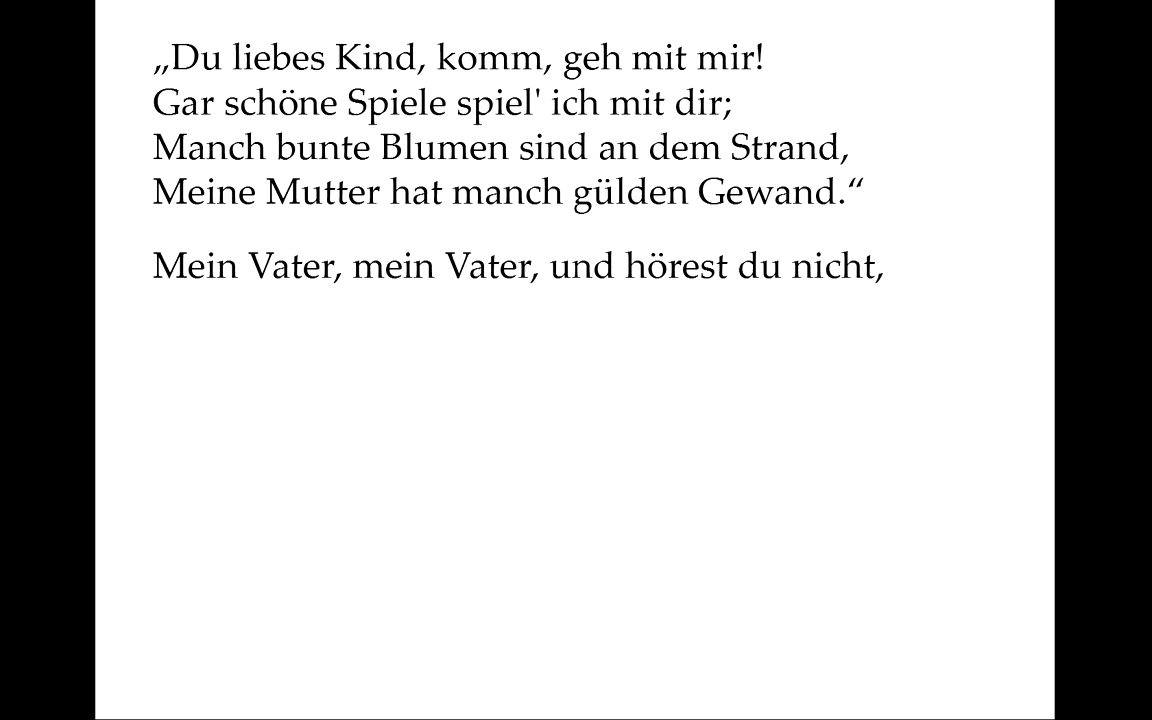 „Du liebes Kind, komm, geh mit mir!
Gar schöne Spiele spiel' ich mit dir;
Manch bunte Blumen sind an dem Strand,
Meine Mutter hat manch gülden Gewand.“
Mein Vater, mein Vater, und hörest du nicht,